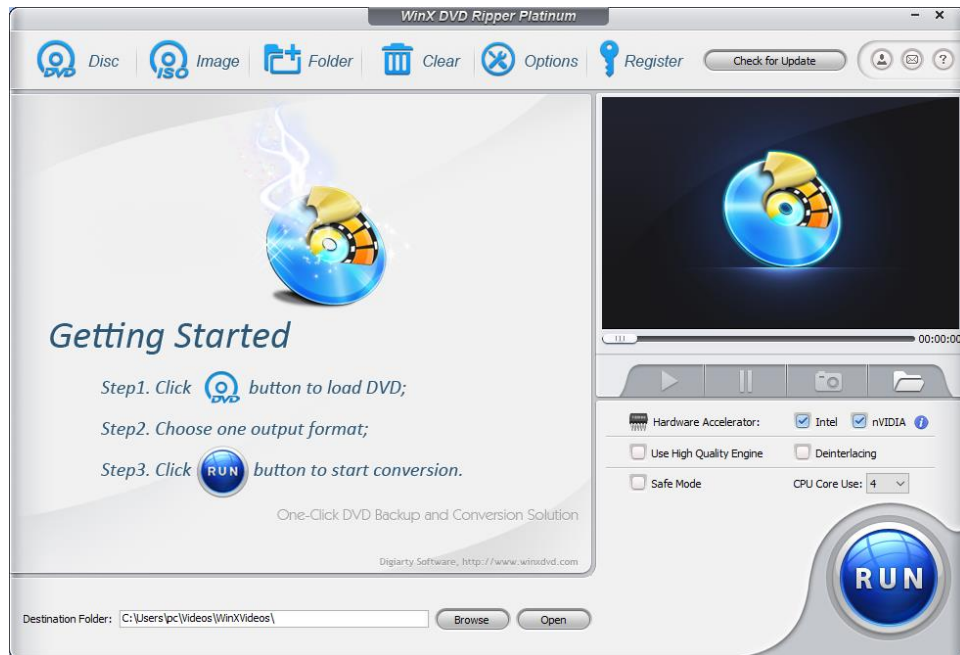 WinX DVD Ripper Platinum
DVD Disc
ISO Image
Folder
Clear
Options
Register
Check for Update
Getting Started
Step1. Click DVD button to load DVD;
Step2. Choose one output format;
Step3. Click RUN button to start conversion.
One-Click DVD Backup and Conversion Solution
Digiarty Software, http://www.winxdvd.com
00:00:00
Hardware Accelerator: Intel nVIDIA
Use High Quality Engine Deinterlacing
Safe Mode CPU Core Use: 4
RUN
Destination Folder: C:\Users\pc\Videos\WinXVideos\ Browse Open